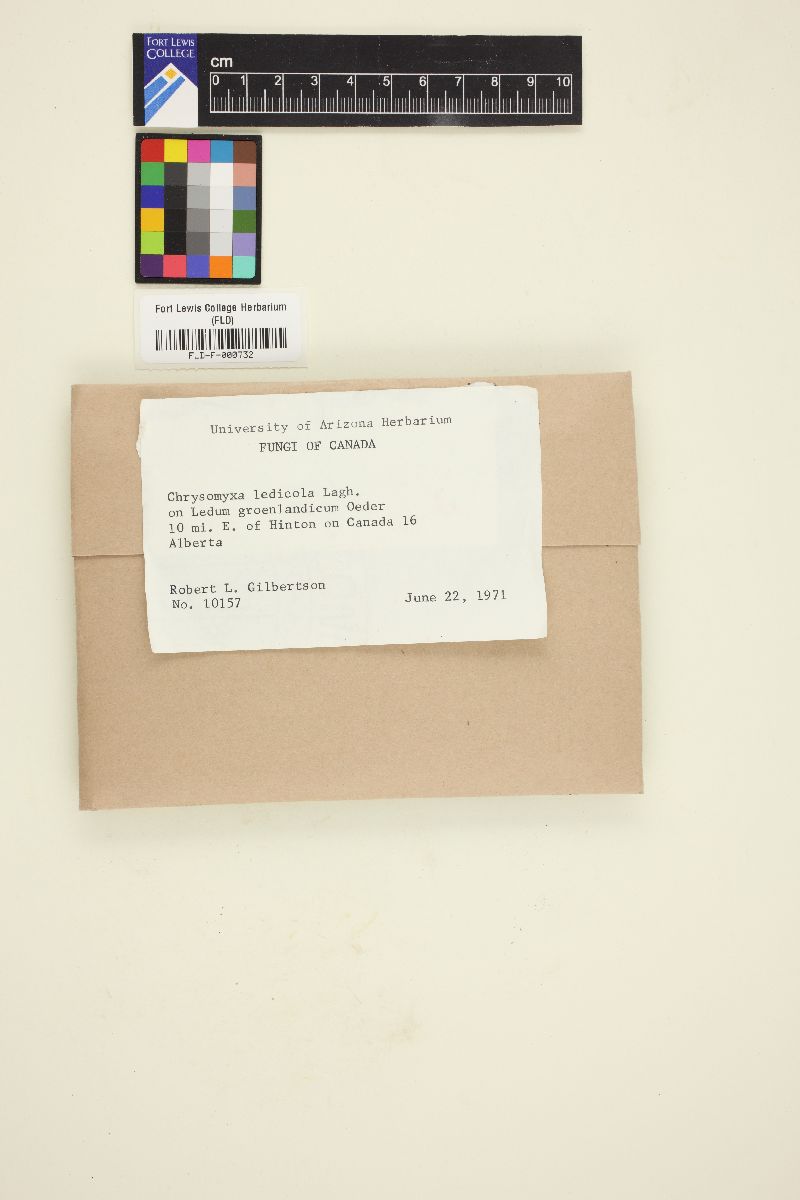 FORT LEWIS
COLLEGE
cm
0 1 2 3 4 5 6 7 8 9 10
Fort Lewis College Herbarium
(FLD)
FLD-F-000732
University of Arizona Herbarium
FUNGI OF CANADA
Chrysomyxa ledicola Lagh.
on Ledum groenlandicum Oeder
10 mi. E. of Hinton on Canada 16
Alberta
Robert L. Gilbertson
No. 10157
June 22, 1971